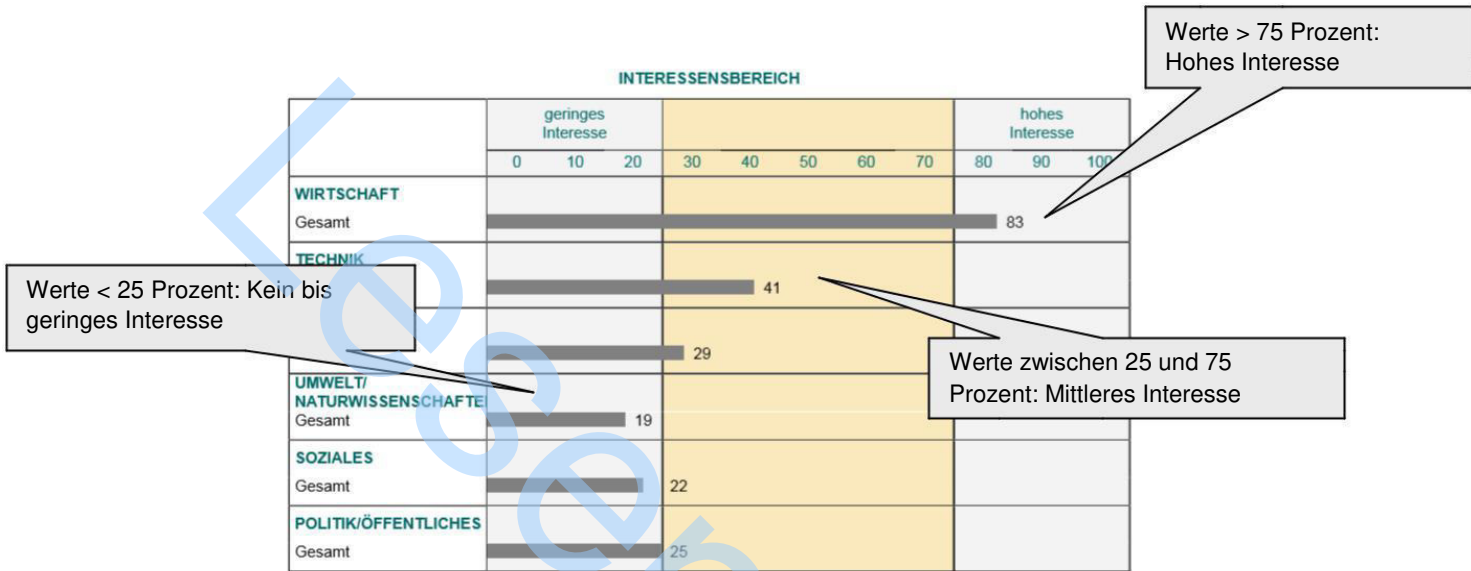 Werte > 75 Prozent:
Hohes Interesse
INTERESSENSBEREICH
geringes
Interesse
hohes
Interesse
0 10 20 30 40 50 60 70 80 90 100
WIRTSCHAFT
Gesamt
83
TECHNIK
41
Werte < 25 Prozent: Kein bis
geringes Interesse
29
Werte zwischen 25 und 75
Prozent: Mittleres Interesse
UMWELT/
NATURWISSENSCHAFTE
Gesamt
19
SOZIALES
Gesamt
22
POLITIK/ÖFFENTLICHES
Gesamt
25